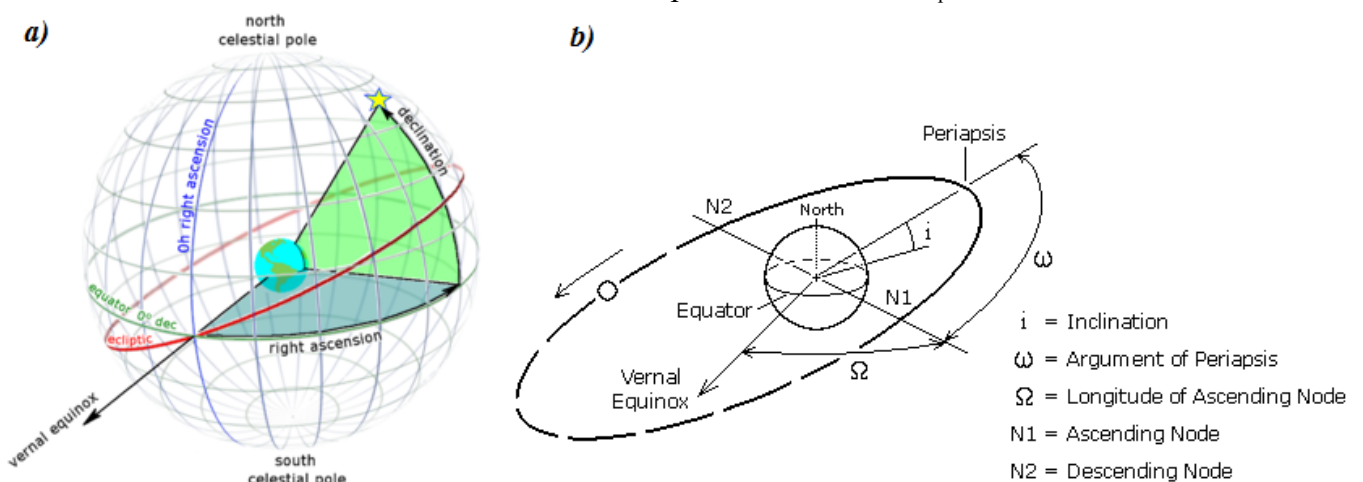 a)
north
celestial pole
declination
0h right ascension
equator 0° dec
ecliptic
right ascension
vernal equinox
south
celestial pole
b)
Periapsis
N2
North
i
ω
Equator
N1
Vernal
Equinox
Ω
i = Inclination
ω = Argument of Periapsis
Ω = Longitude of Ascending Node
N1 = Ascending Node
N2 = Descending Node